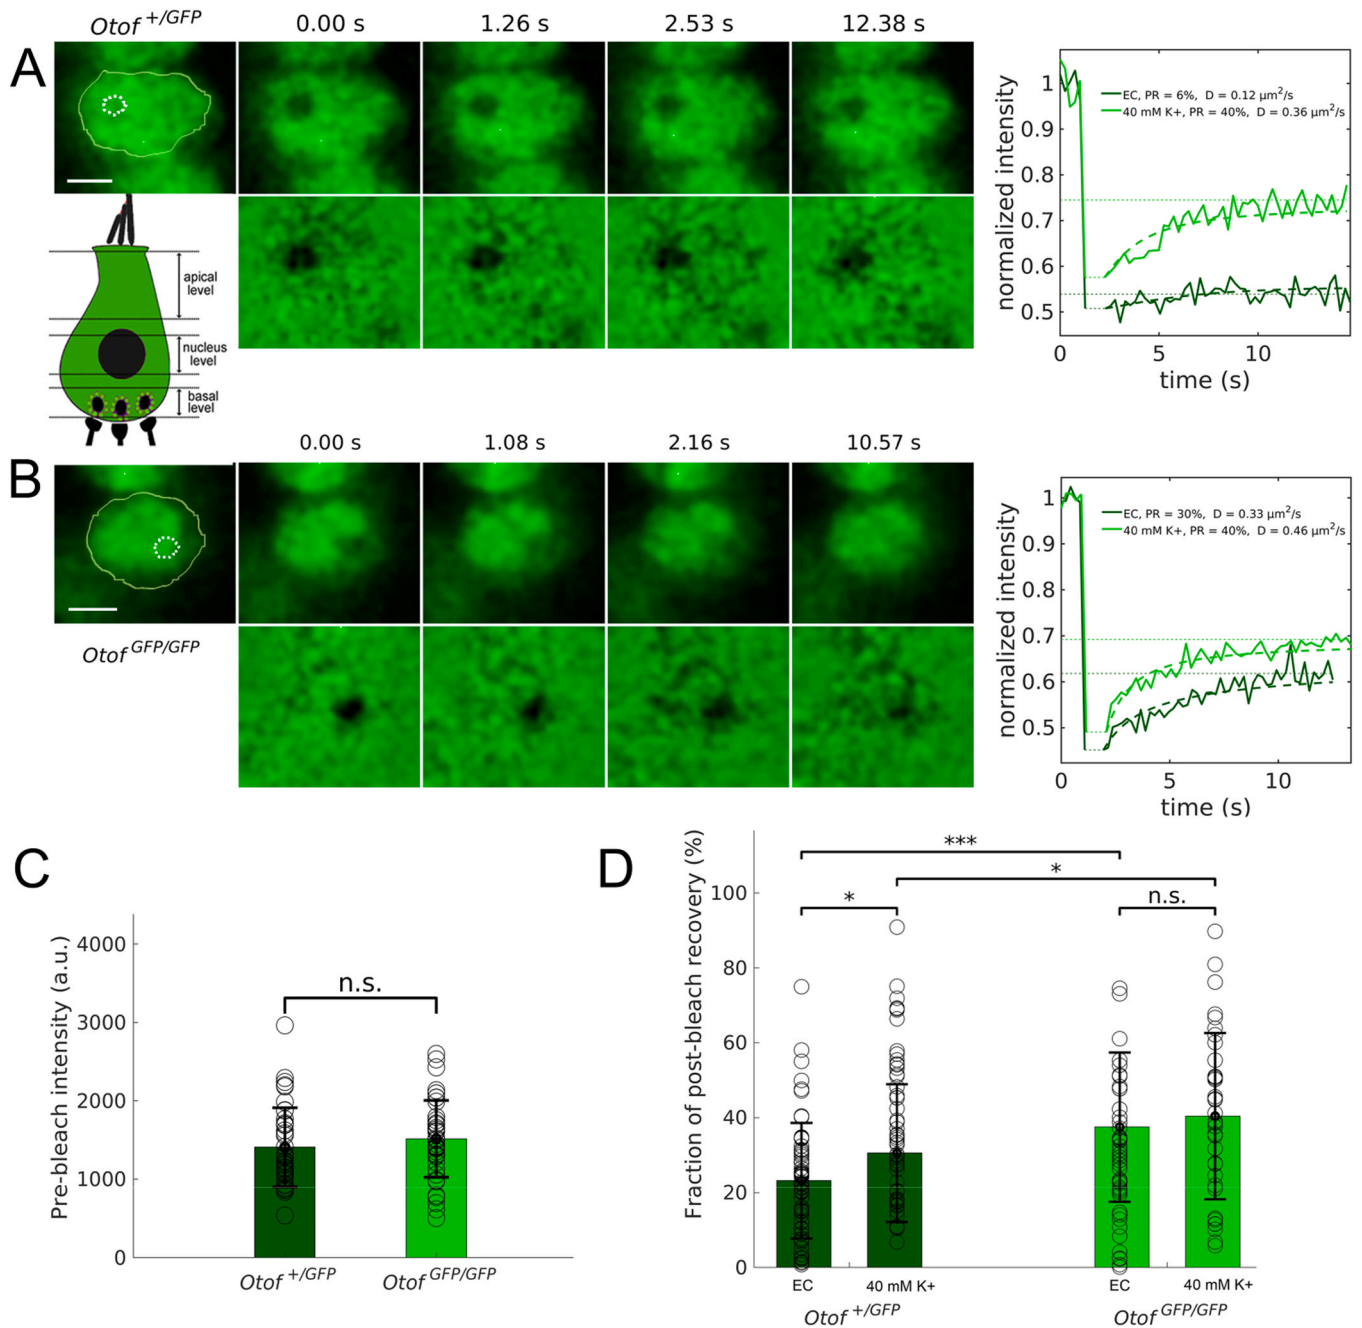 A
Otof +/GFP
0.00 s
1.26 s
2.53 s
12.38 s
apical level
nucleus level
basal level
normalized intensity
1
0.9
0.8
0.7
0.6
0.5
EC, PR = 6%, D = 0.12 µm²/s
40 mM K+, PR = 40%, D = 0.36 µm²/s
0 5 10
time (s)
B
0.00 s
1.08 s
2.16 s
10.57 s
Otof GFP/GFP
normalized intensity
1
0.9
0.8
0.7
0.6
0.5
EC, PR = 30%, D = 0.33 µm²/s
40 mM K+, PR = 40%, D = 0.46 µm²/s
0 5 10
time (s)
C
Pre-bleach intensity (a.u.)
4000
3000
2000
1000
0
n.s.
Otof +/GFP
Otof GFP/GFP
D
Fraction of post-bleach recovery (%)
100
80
60
40
20
0
***
*
*
n.s.
EC
40 mM K+
EC
40 mM K+
Otof +/GFP
Otof GFP/GFP